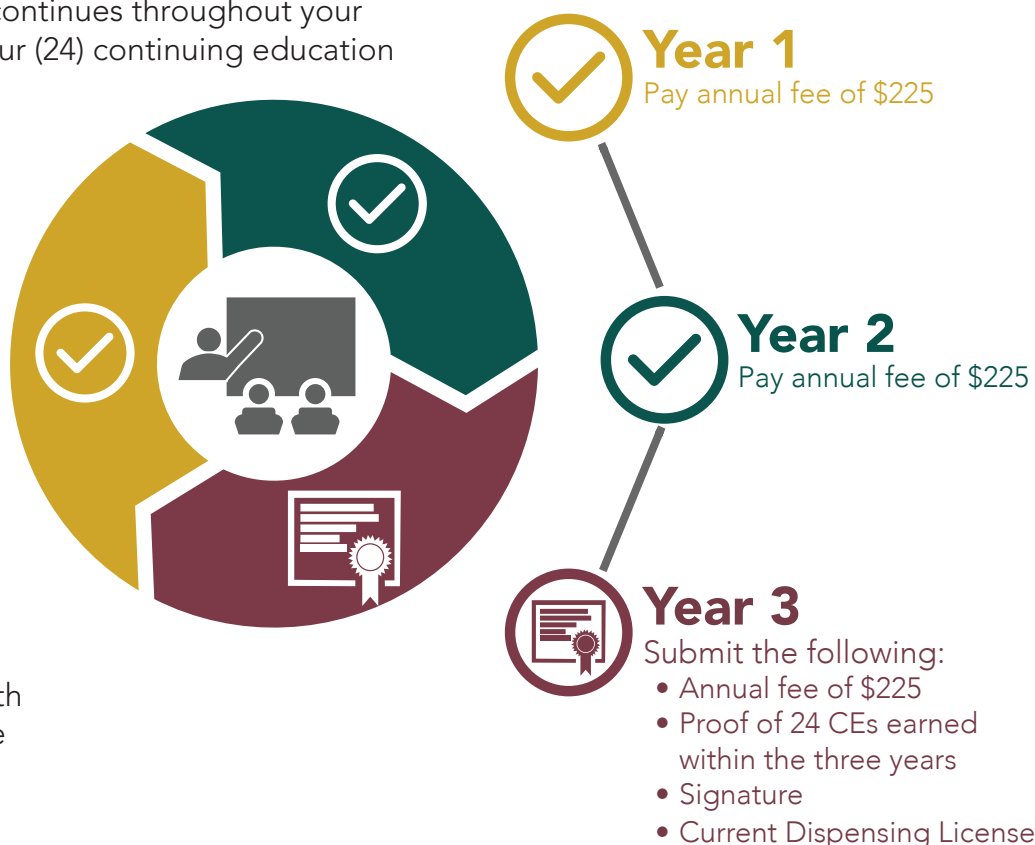 continues throughout your
(24) continuing education
Year 1
Pay annual fee of $225
Year 2
Pay annual fee of $225
Year 3
Submit the following:
• Annual fee of $225
• Proof of 24 CEs earned
within the three years
• Signature
• Current Dispensing License